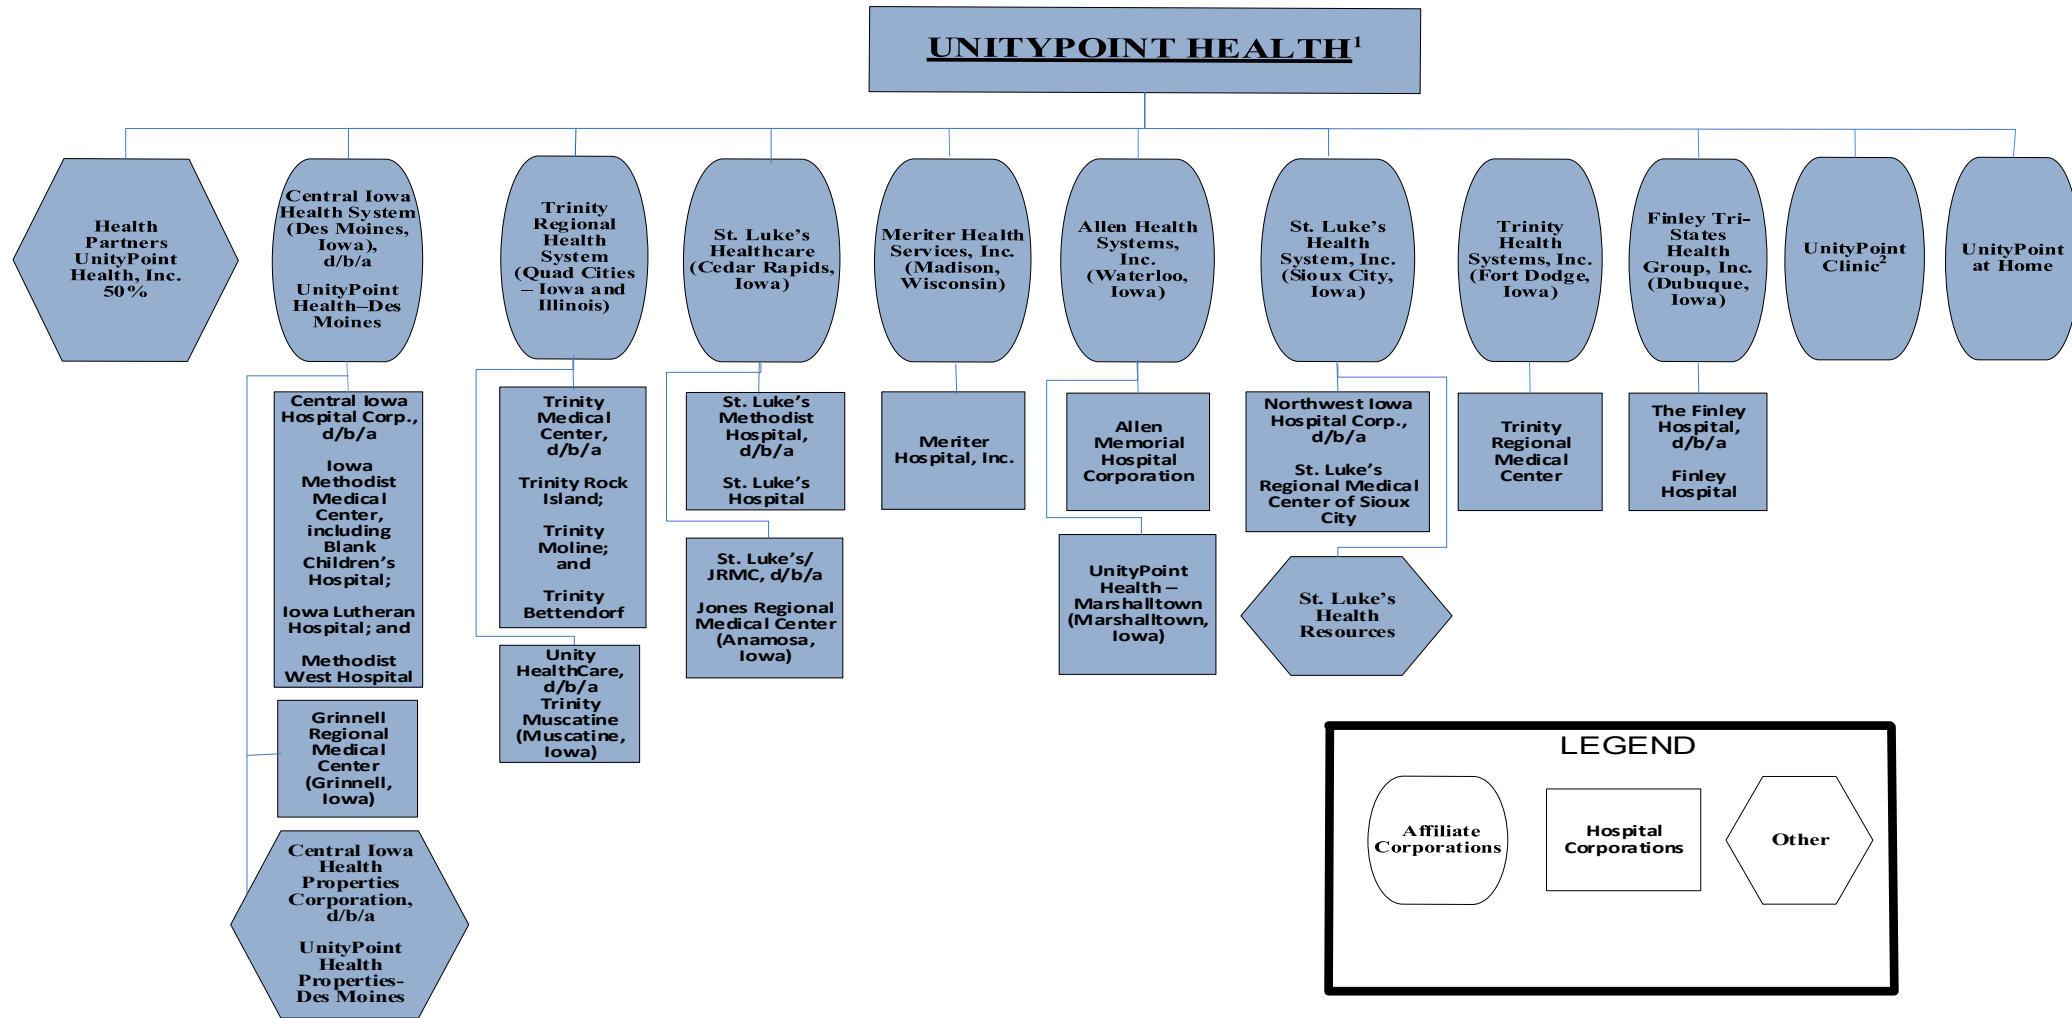 UNITYPOINT HEALTH¹
Health
Partners
UnityPoint
Health, Inc.
50%
Central Iowa
Health System
(Des Moines,
Iowa),
d/b/a
UnityPoint
Health–Des
Moines
Trinity
Regional
Health
System
(Quad Cities
– Iowa and
Illinois)
St. Luke’s
Healthcare
(Cedar Rapids,
Iowa)
Meriter Health
Services, Inc.
(Madison,
Wisconsin)
Allen Health
Systems,
Inc.
(Waterloo,
Iowa)
St. Luke’s
Health
System, Inc.
(Sioux City,
Iowa)
Trinity
Health
Systems, Inc.
(Fort Dodge,
Iowa)
Finley Tri-
States
Health
Group, Inc.
(Dubuque,
Iowa)
UnityPoint
Clinic²
UnityPoint
at Home
Central Iowa
Hospital Corp.,
d/b/a
Iowa
Methodist
Medical
Center,
including
Blank
Children’s
Hospital;
Iowa Lutheran
Hospital; and
Methodist
West Hospital
Grinnell
Regional
Medical
Center
(Grinnell,
Iowa)
Central Iowa
Health
Properties
Corporation,
d/b/a
UnityPoint
Health
Properties-
Des Moines
Trinity
Medical
Center,
d/b/a
Trinity Rock
Island;
Trinity
Moline;
and
Trinity
Bettendorf
Unity
HealthCare,
d/b/a
Trinity
Muscatine
(Muscatine,
Iowa)
St. Luke’s
Methodist
Hospital,
d/b/a
St. Luke’s
Hospital
St. Luke’s/
JRMC, d/b/a
Jones Regional
Medical Center
(Anamosa,
Iowa)
Meriter
Hospital, Inc.
Allen
Memorial
Hospital
Corporation
UnityPoint
Health –
Marshalltown
(Marshalltown,
Iowa)
Northwest Iowa
Hospital Corp.,
d/b/a
St. Luke’s
Regional Medical
Center of Sioux
City
St. Luke’s
Health
Resources
Trinity
Regional
Medical
Center
The Finley
Hospital,
d/b/a
Finley
Hospital
LEGEND
Affiliate
Corporations
Hospital
Corporations
Other